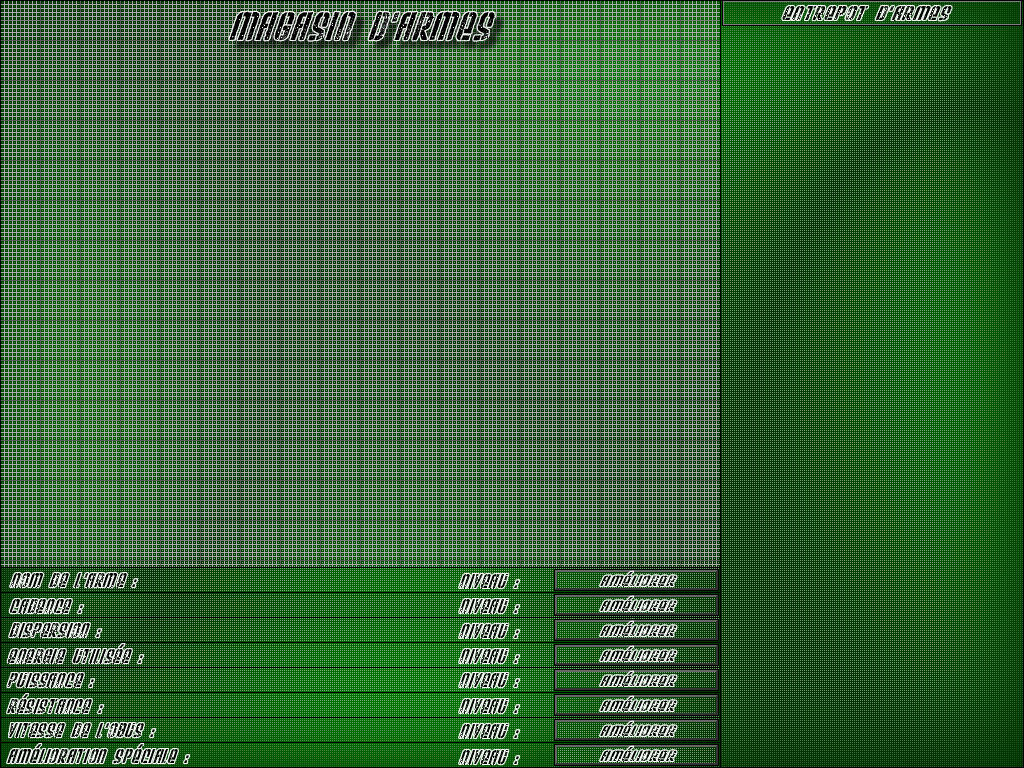 MAGASIN D'ARMES
ENTREPOT D'ARMES
NOM DE L'ARME : NIVEAU : AMÉLIORER
CADENCE : NIVEAU : AMÉLIORER
DISPERSION : NIVEAU : AMÉLIORER
ENERGIE UTILISÉE : NIVEAU : AMÉLIORER
PUISSANCE : NIVEAU : AMÉLIORER
RÉSISTANCE : NIVEAU : AMÉLIORER
VITESSE DE L'OBUS : NIVEAU : AMÉLIORER
AMÉLIORATION SPÉCIALE : NIVEAU : AMÉLIORER